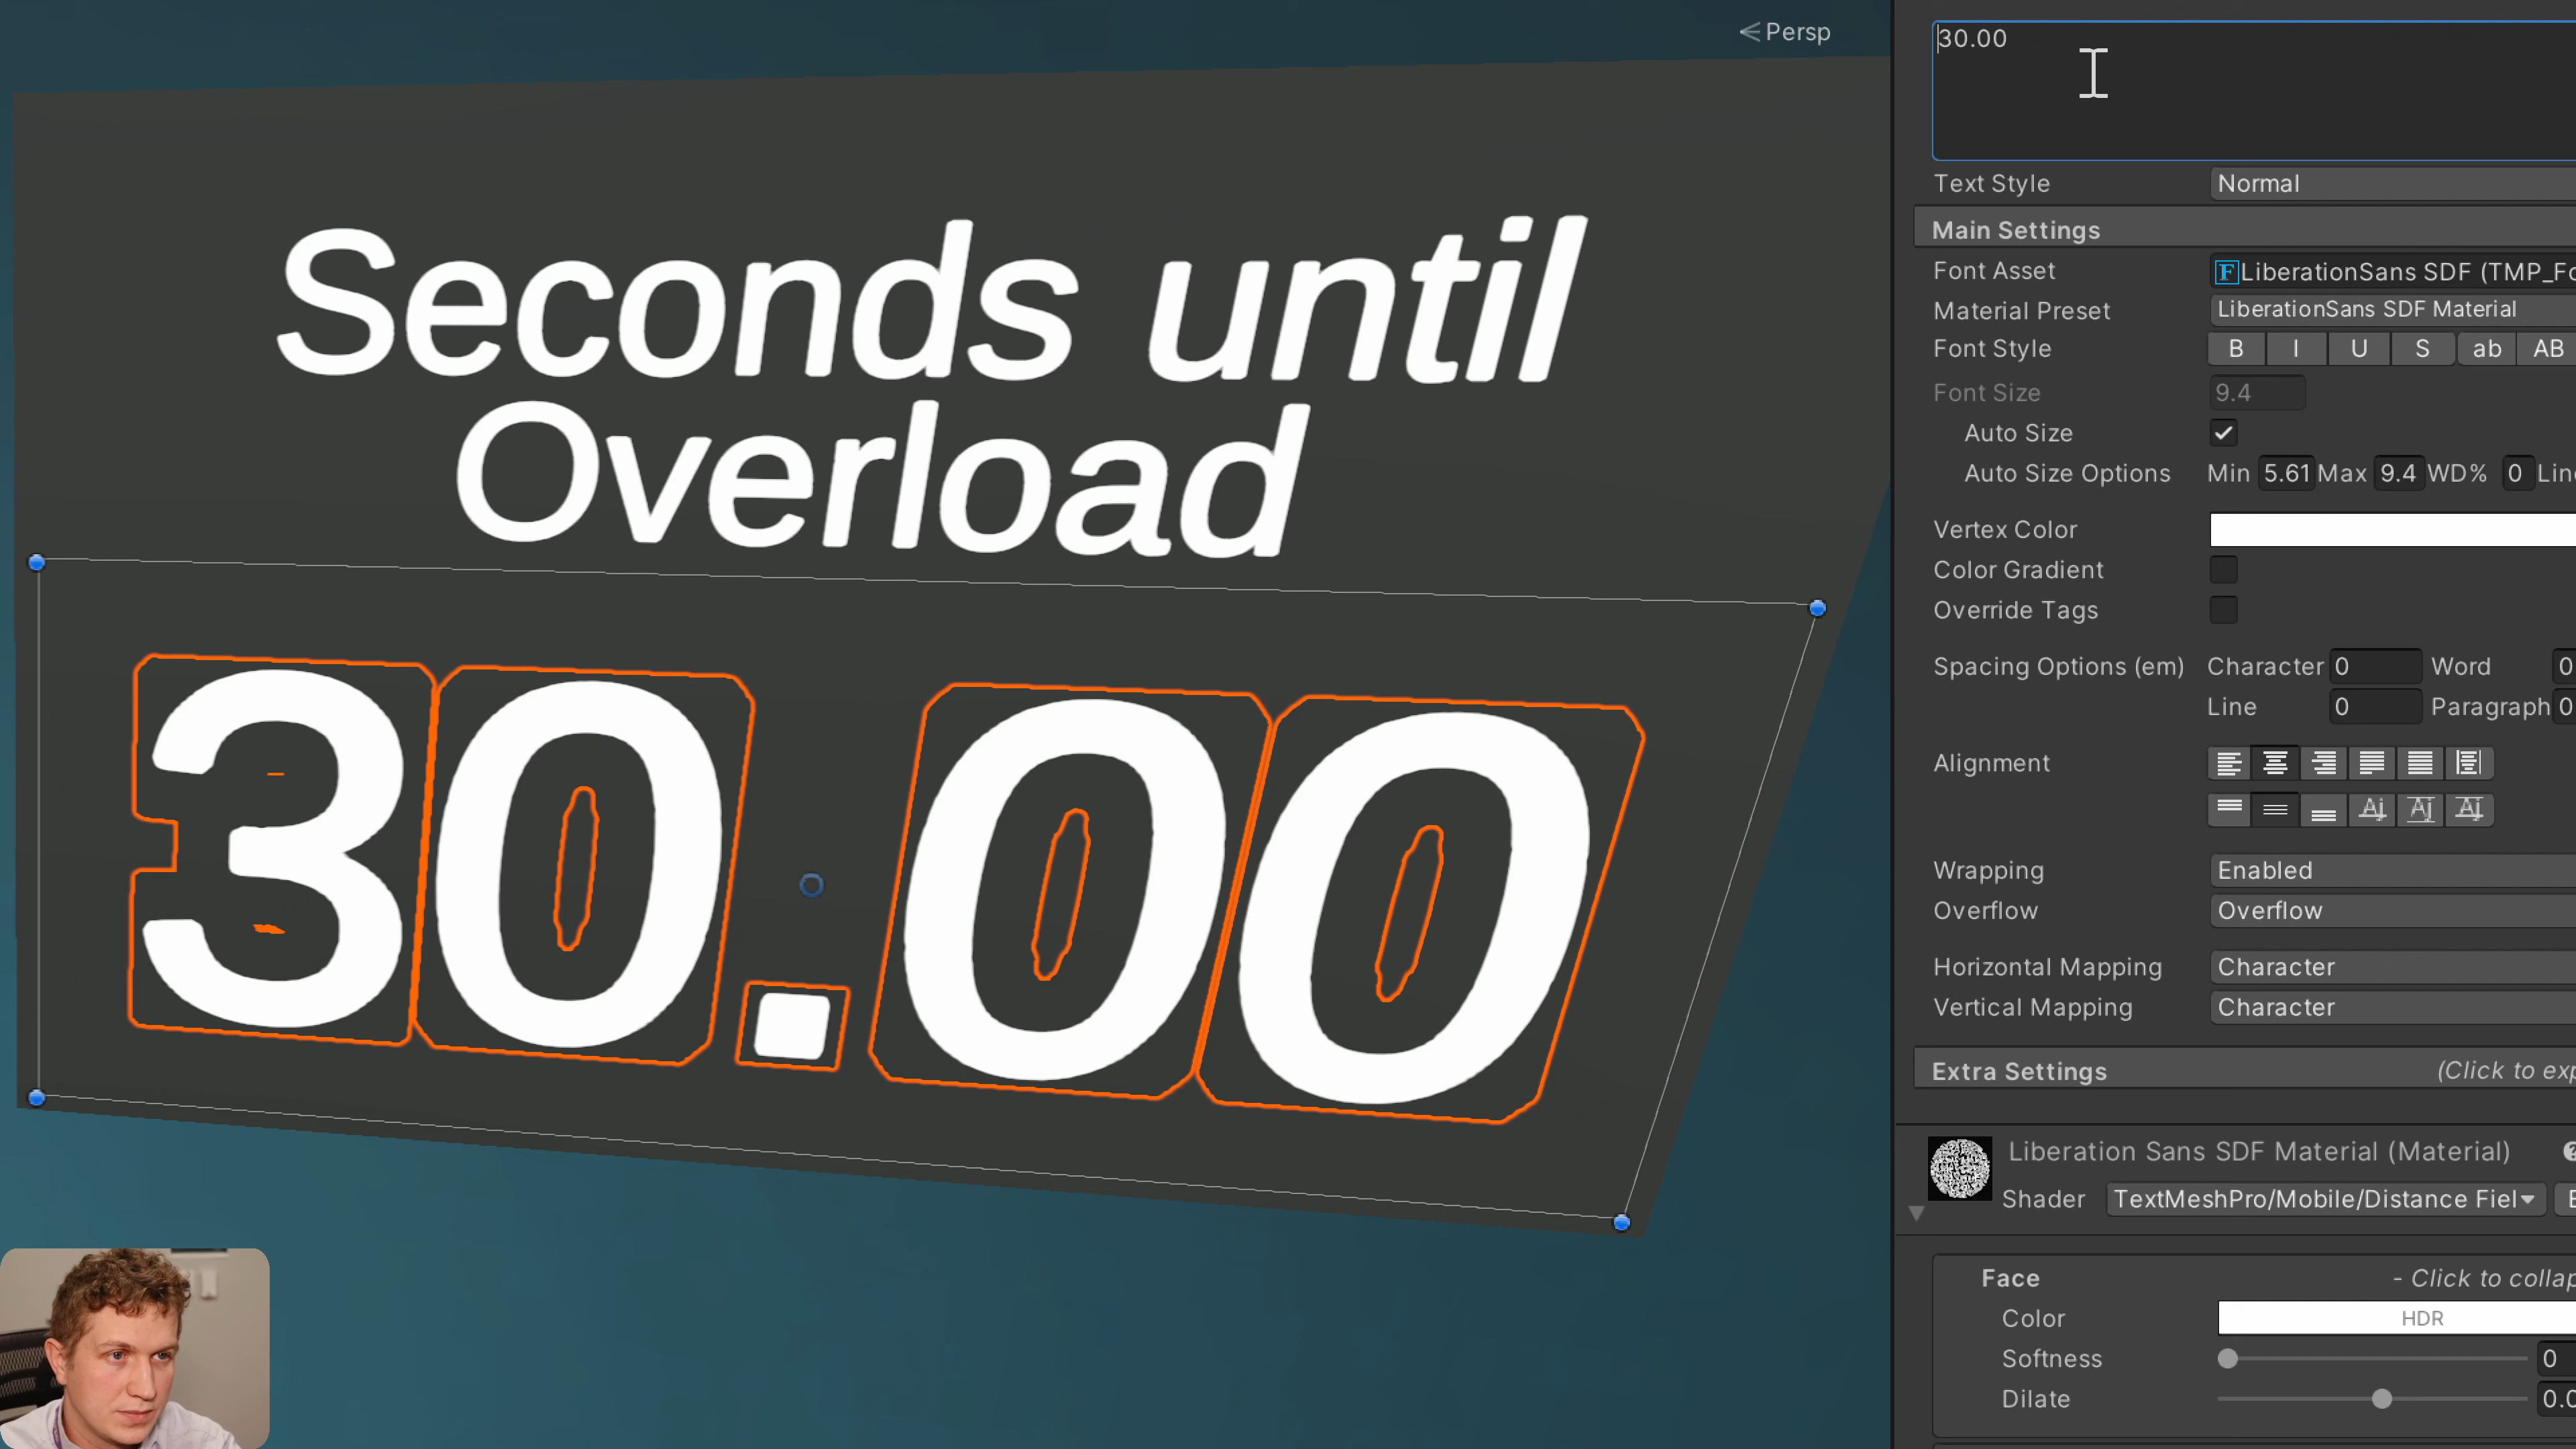 Persp
Seconds until
Overload
30.00
30.00
Text Style Normal
Main Settings
Font Asset LiberationSans SDF (TMP_Fo
Material Preset LiberationSans SDF Material
Font Style B I U S ab AB
Font Size 9.4
Auto Size
Auto Size Options Min 5.61 Max 9.4 WD% 0 Line
Vertex Color
Color Gradient
Override Tags
Spacing Options (em) Character 0 Word 0
Line 0 Paragraph 0
Alignment
Wrapping Enabled
Overflow Overflow
Horizontal Mapping Character
Vertical Mapping Character
Extra Settings (Click to exp
Liberation Sans SDF Material (Material)
Shader TextMeshPro/Mobile/Distance Fiel
Face - Click to collap
Color HDR
Softness 0
Dilate 0.0